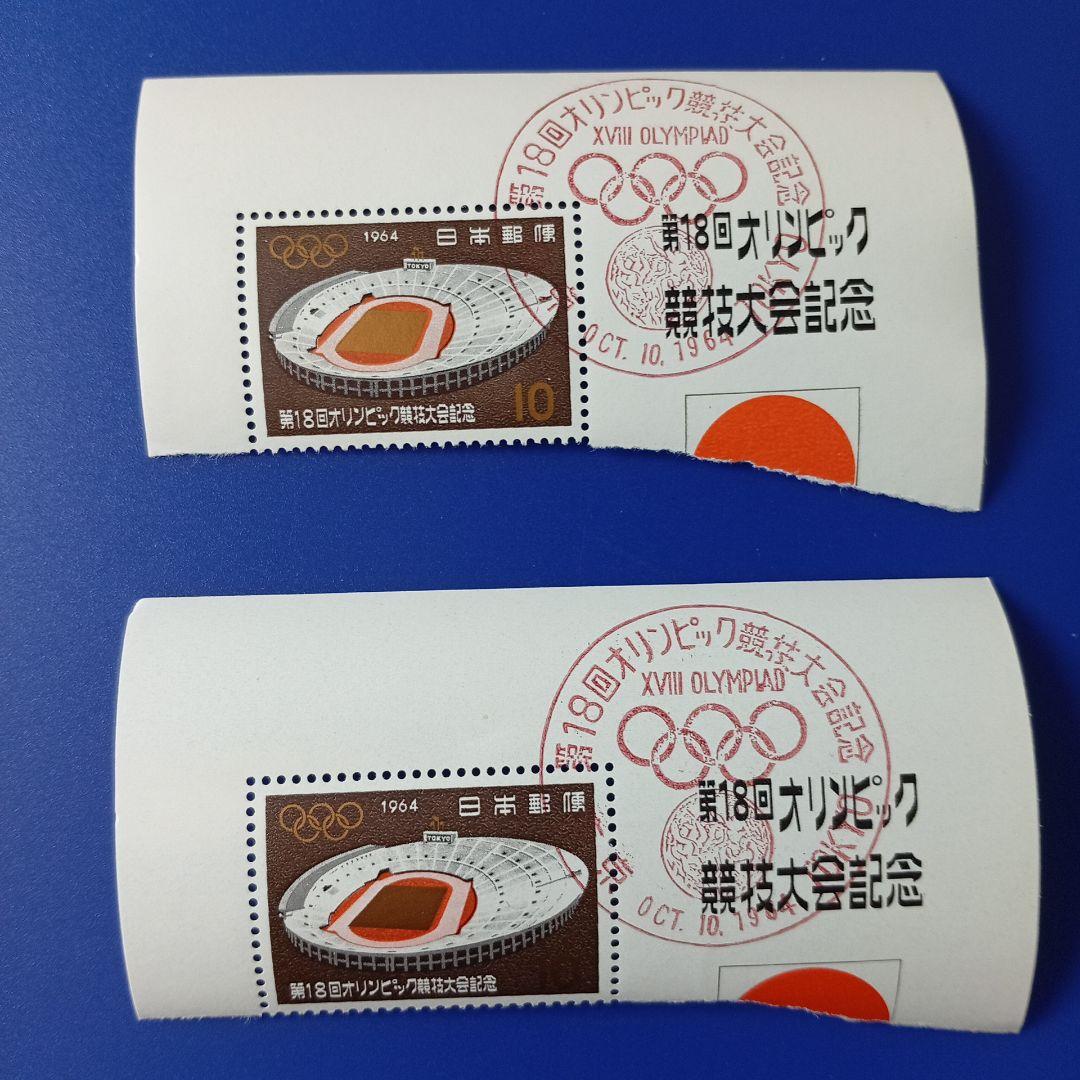 第18回オリンピック競技大会記念
XVIII OLYMPIAD
1964 日本郵便
TOKYO
第18回オリンピック
競技大会記念
TOKYO
OCT. 10. 1964
10
第18回オリンピック競技大会記念
第18回オリンピック競技大会記念
XVIII OLYMPIAD
1964 日本郵便
TOKYO
第18回オリンピック
競技大会記念
TOKYO
OCT. 10. 1964
第18回オリンピック競技大会記念